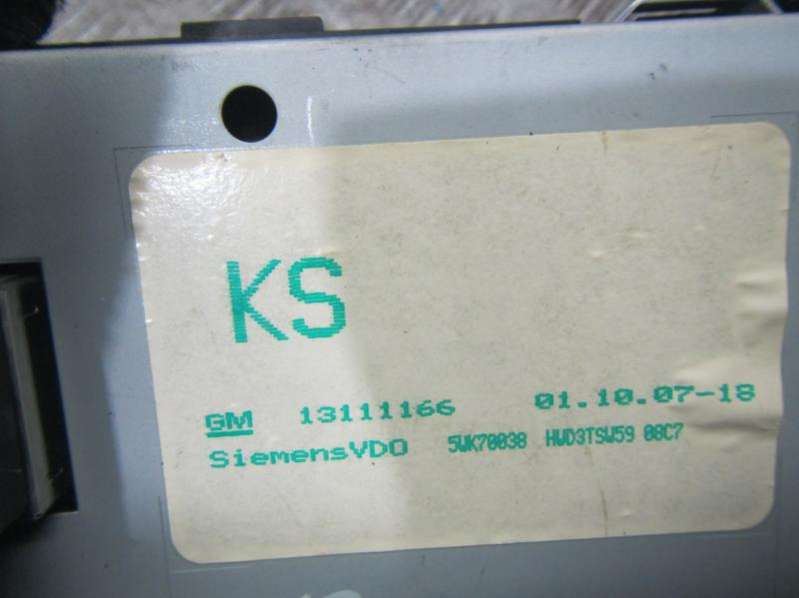 KS
GM 13111166 01.10.07-18
SiemensVDO 5WK70038 HWD3TSW59 08C7